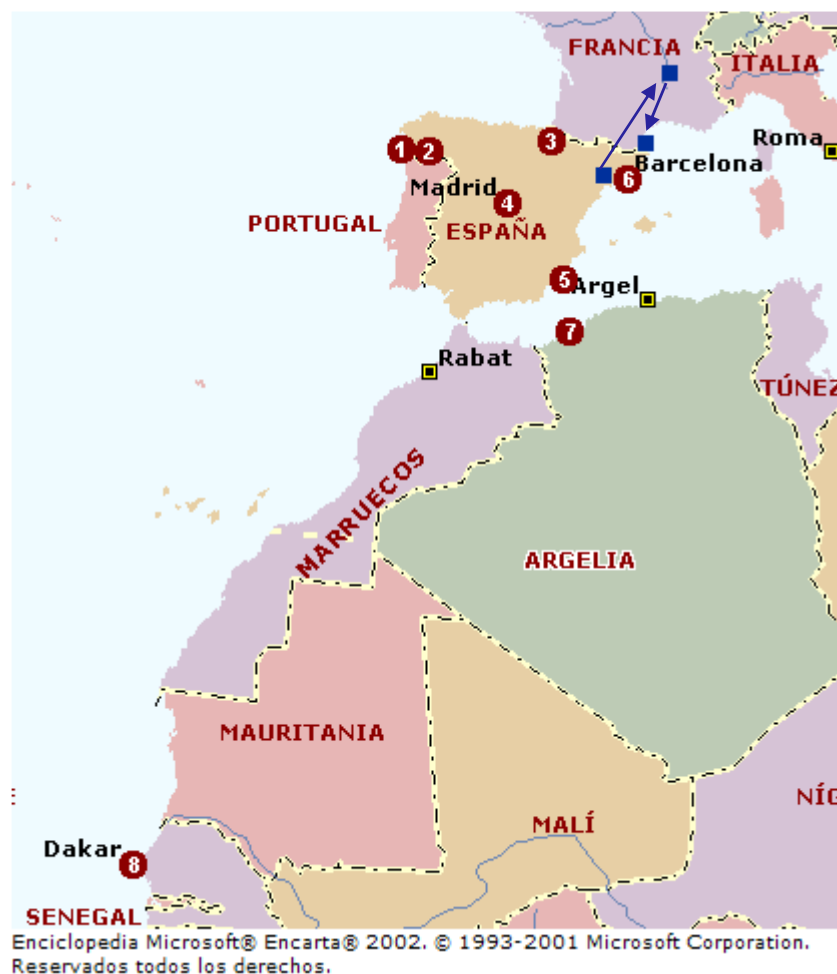 FRANCIA
ITALIA
Roma
3
1
2
Barcelona
6
Madrid
4
PORTUGAL
ESPAÑA
5
Argel
7
Rabat
TÚNEZ
MARRUECOS
ARGELIA
MAURITANIA
NÍG
MALÍ
E
Dakar
8
SENEGAL
Enciclopedia Microsoft® Encarta® 2002. © 1993-2001 Microsoft Corporation.
Reservados todos los derechos.